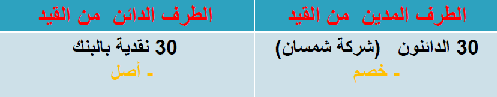 الطرف المدين من القيد
الطرف الدائن من القيد
30 الدائنون (شركة شمسان)
- خصم
30 نقدية بالبنك
- أصل